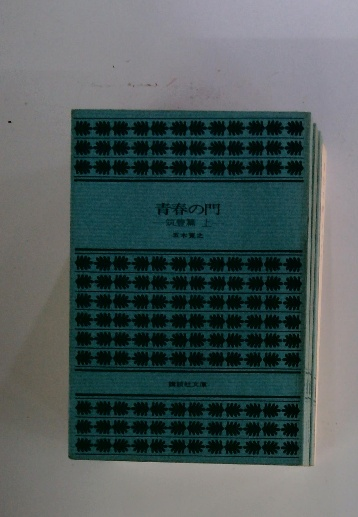 青春の門
筑豊篇 上
五木寛之
講談社文庫